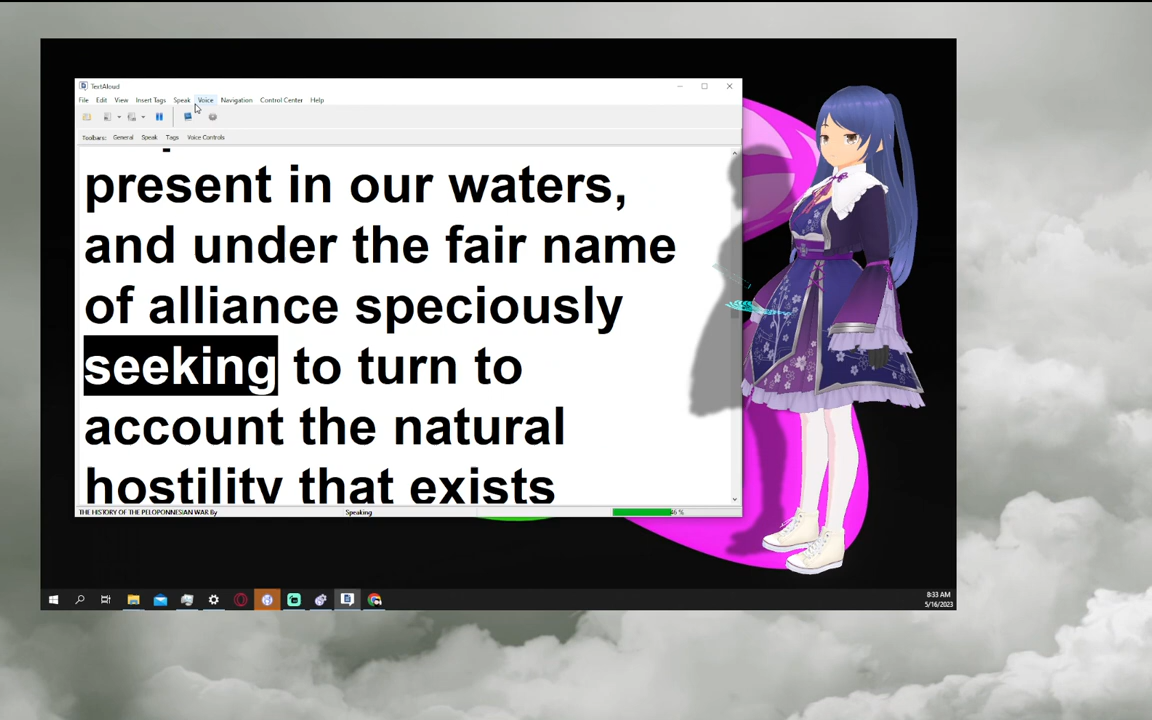 TextAloud
File Edit View Insert Tags Speak Voice Navigation Control Center Help
Toolbars: General Speak Tags Voice Controls
present in our waters,
and under the fair name
of alliance speciously
seeking to turn to
account the natural
hostility that exists
THE HISTORY OF THE PELOPONNESIAN WAR By Speaking 46 %
8:33 AM
5/16/2023